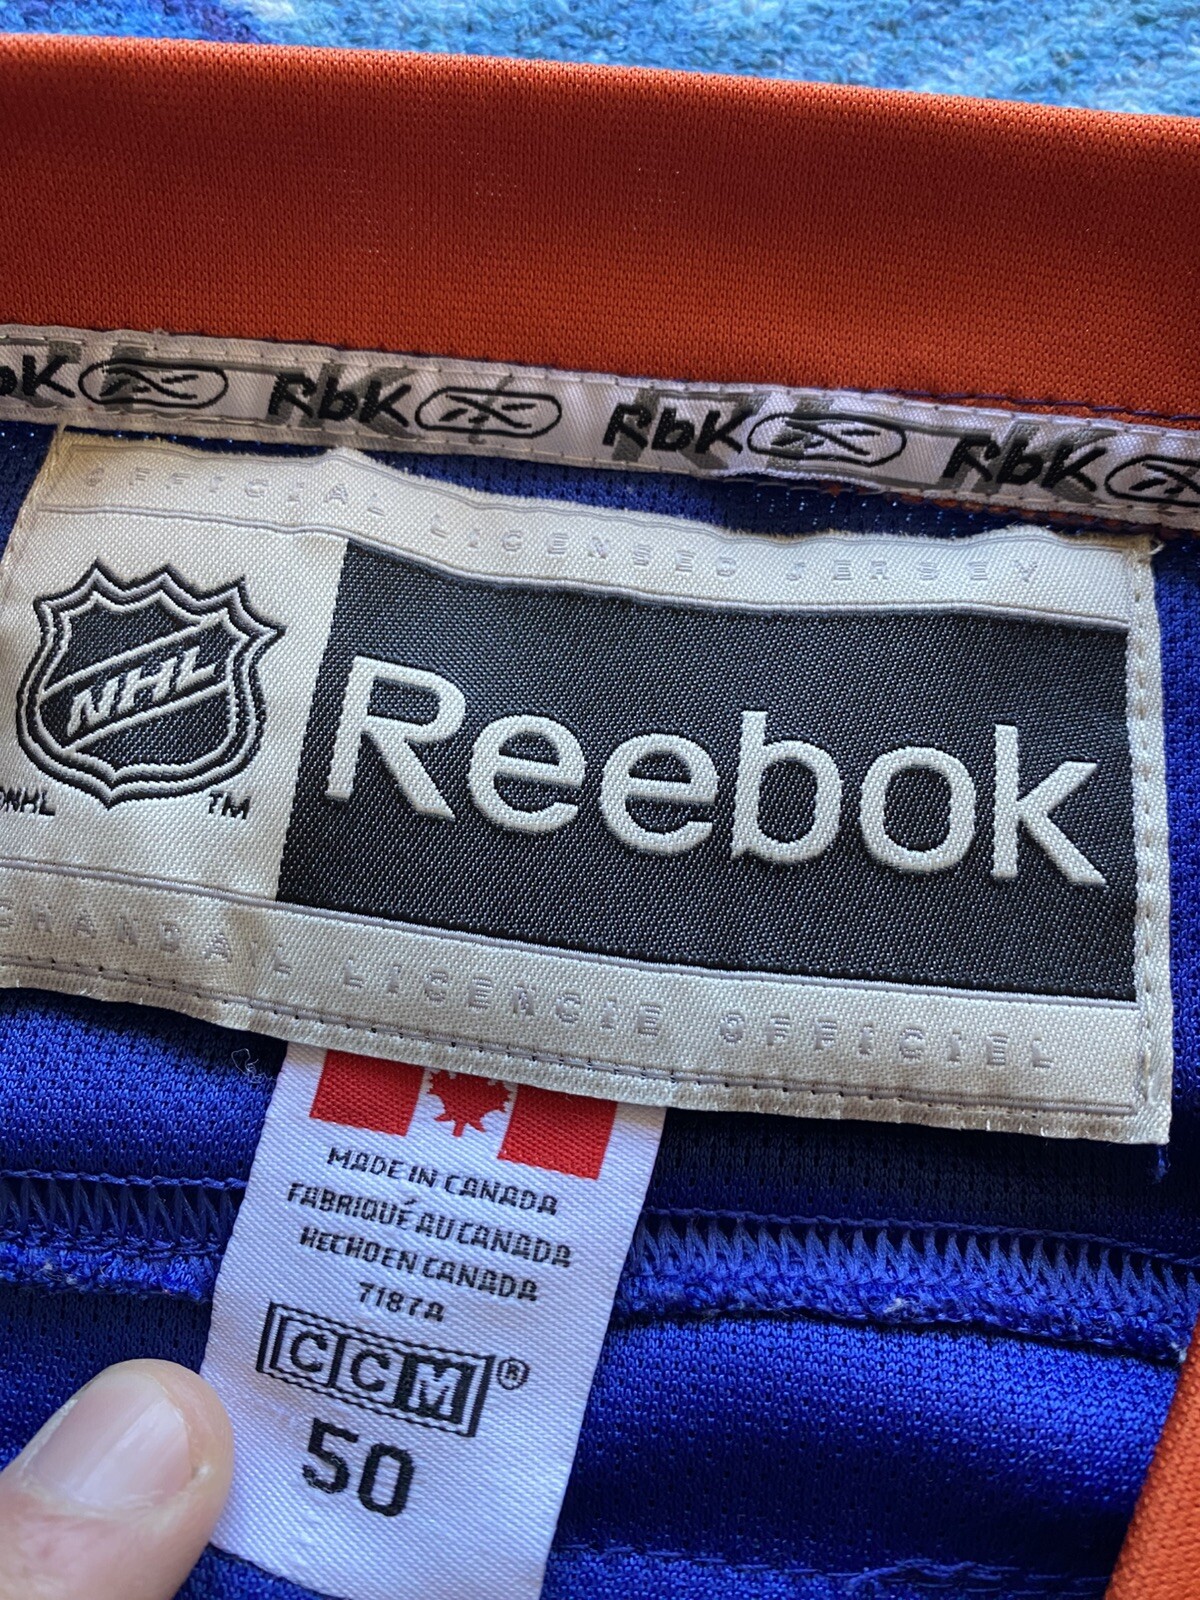 RbK RbK RbK RbK
OFFICIAL LICENSED JERSEY
NHL
Reebok
©NHL TM
CHANDAIL LICENCIÉ OFFICIEL
MADE IN CANADA
FABRIQUÉ AU CANADA
HECHO EN CANADA
7187A
CCM®
50